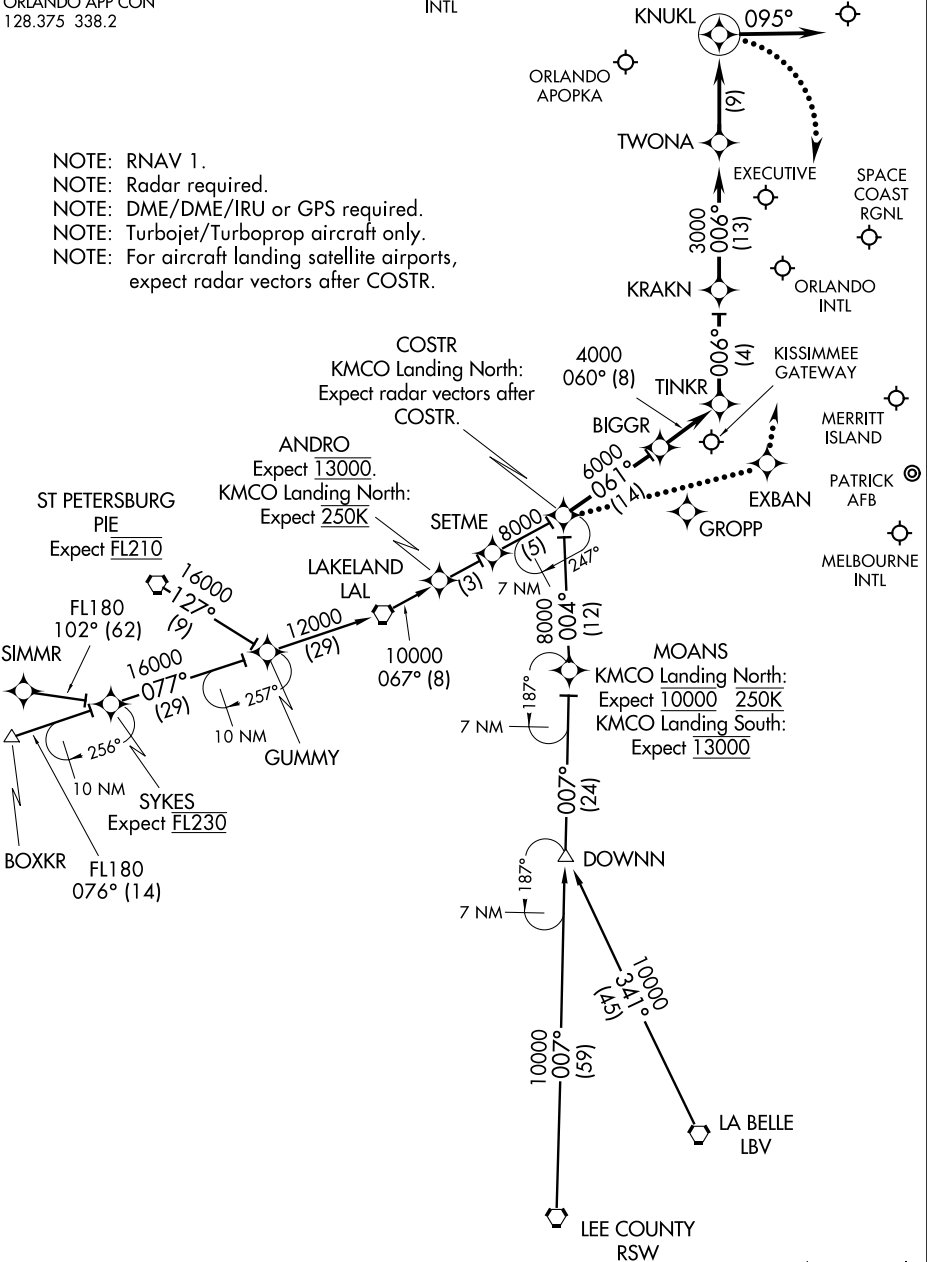 ORLANDO APP CON
128.375 338.2
INTL
KNUKL
095°
ORLANDO
APOPKA
(9)
TWONA
NOTE: RNAV 1.
NOTE: Radar required.
NOTE: DME/DME/IRU or GPS required.
NOTE: Turbojet/Turboprop aircraft only.
NOTE: For aircraft landing satellite airports,
expect radar vectors after COSTR.
EXECUTIVE
SPACE
COAST
RGNL
3000
006°
(13)
KRAKN
ORLANDO
INTL
006°
(4)
COSTR
KMCO Landing North:
Expect radar vectors after
COSTR.
4000
060° (8)
TINKR
KISSIMMEE
GATEWAY
MERRITT
ISLAND
BIGGR
ANDRO
Expect 13000.
KMCO Landing North:
Expect 250K
6000
061°
(14)
EXBAN
PATRICK
AFB
GROPP
MELBOURNE
INTL
ST PETERSBURG
PIE
Expect FL210
SETME
8000
(5)
247°
7 NM
(3)
LAKELAND
LAL
16000
127°
(9)
12000
(29)
10000
067° (8)
8000
004°
(12)
FL180
102° (62)
SIMMR
16000
077°
(29)
257°
10 NM
GUMMY
MOANS
KMCO Landing North:
Expect 10000 250K
KMCO Landing South:
Expect 13000
187°
7 NM
256°
10 NM
SYKES
Expect FL230
BOXKR
FL180
076° (14)
007°
(24)
DOWNN
187°
7 NM
10000
341°
(45)
10000
007°
(59)
LA BELLE
LBV
LEE COUNTY
RSW